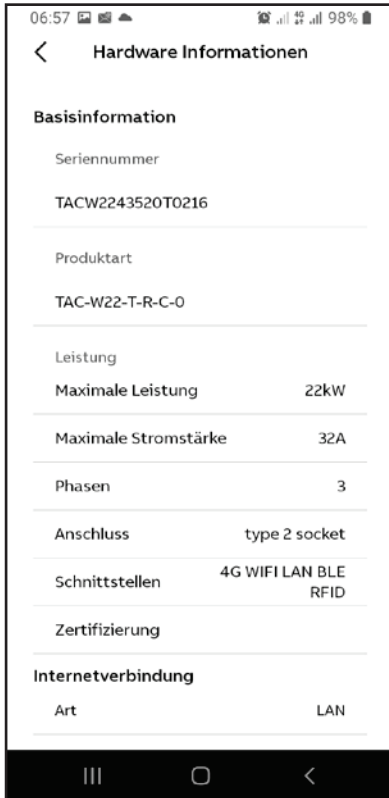 06:57 98%
Hardware Informationen
Basisinformation
Seriennummer
TACW2243520T0216
Produktart
TAC-W22-T-R-C-0
Leistung
Maximale Leistung 22kW
Maximale Stromstärke 32A
Phasen 3
Anschluss type 2 socket
Schnittstellen 4G WIFI LAN BLE
RFID
Zertifizierung
Internetverbindung
Art LAN